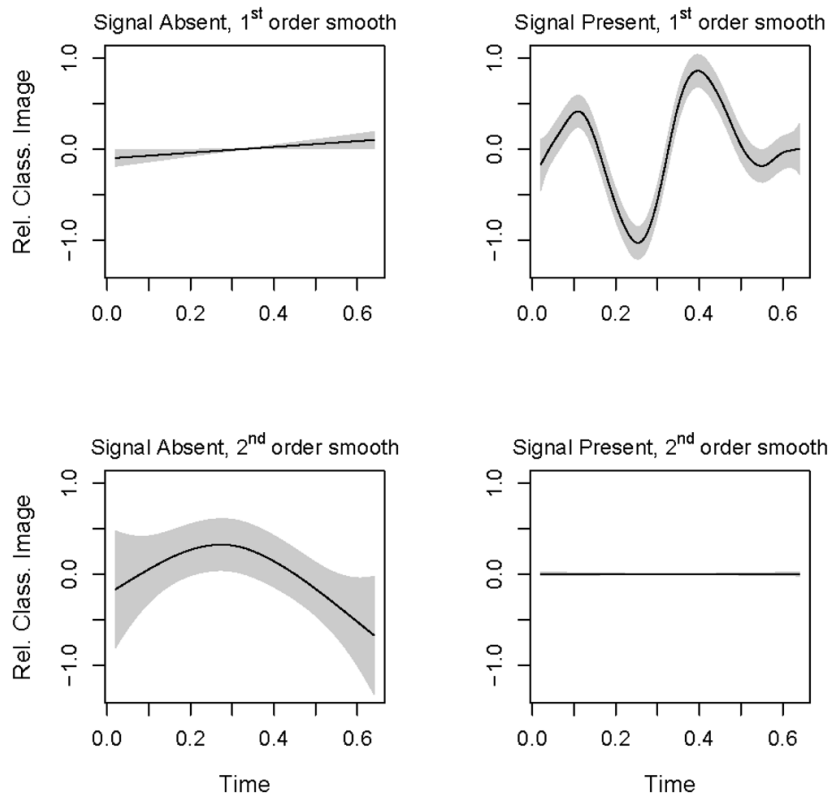 Signal Absent, 1st order smooth
Rel. Class. Image
1.0
0.0
−1.0
0.0 0.2 0.4 0.6
Signal Present, 1st order smooth
1.0
0.0
−1.0
0.0 0.2 0.4 0.6
Signal Absent, 2nd order smooth
Rel. Class. Image
1.0
0.0
−1.0
0.0 0.2 0.4 0.6
Time
Signal Present, 2nd order smooth
1.0
0.0
−1.0
0.0 0.2 0.4 0.6
Time